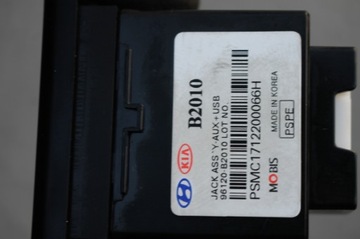 B2010
KIA
JACK ASS`Y-AUX+USB
96120-B2010 LOT NO.
PSMC1712200066H
MOBIS
MADE IN KOREA
PSPE